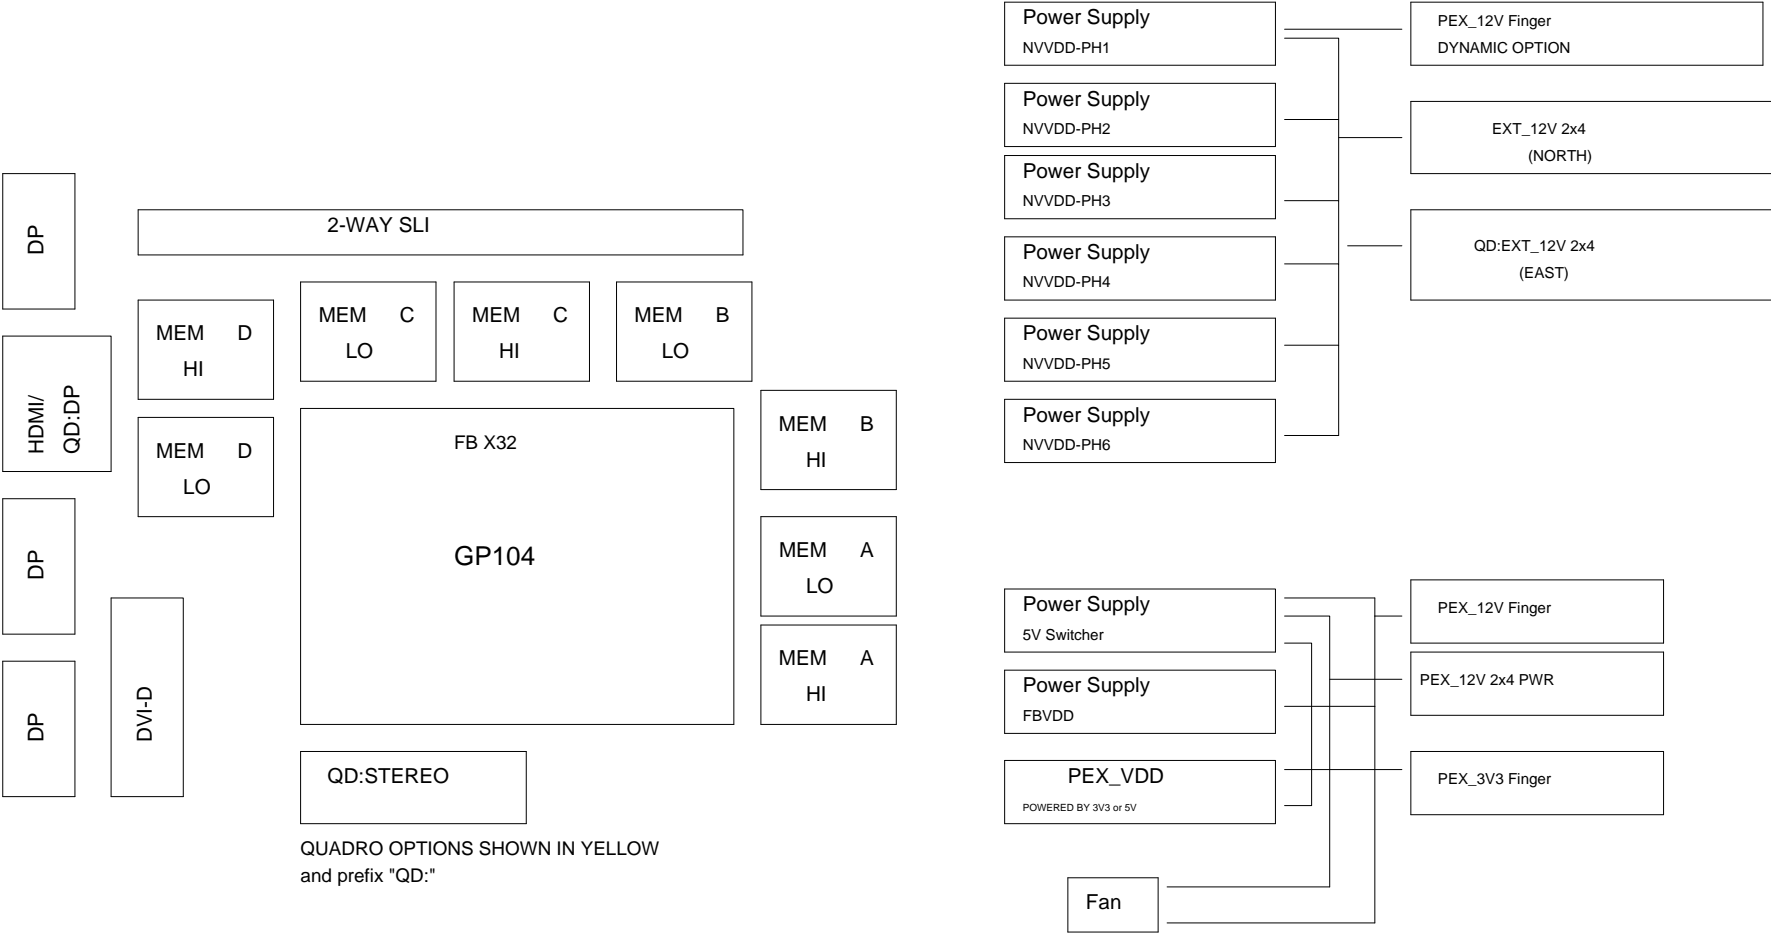 Power Supply
NVVDD-PH1
PEX_12V Finger
DYNAMIC OPTION
Power Supply
NVVDD-PH2
EXT_12V 2x4
(NORTH)
Power Supply
NVVDD-PH3
Power Supply
NVVDD-PH4
QD:EXT_12V 2x4
(EAST)
Power Supply
NVVDD-PH5
Power Supply
NVVDD-PH6
DP
2-WAY SLI
MEM D
HI
MEM C
LO
MEM C
HI
MEM B
LO
HDMI/
QD:DP
MEM D
LO
FB X32
GP104
MEM B
HI
DP
MEM A
LO
MEM A
HI
DP
DVI-D
QD:STEREO
QUADRO OPTIONS SHOWN IN YELLOW
and prefix "QD:"
Power Supply
5V Switcher
PEX_12V Finger
Power Supply
FBVDD
PEX_12V 2x4 PWR
PEX_VDD
POWERED BY 3V3 or 5V
PEX_3V3 Finger
Fan